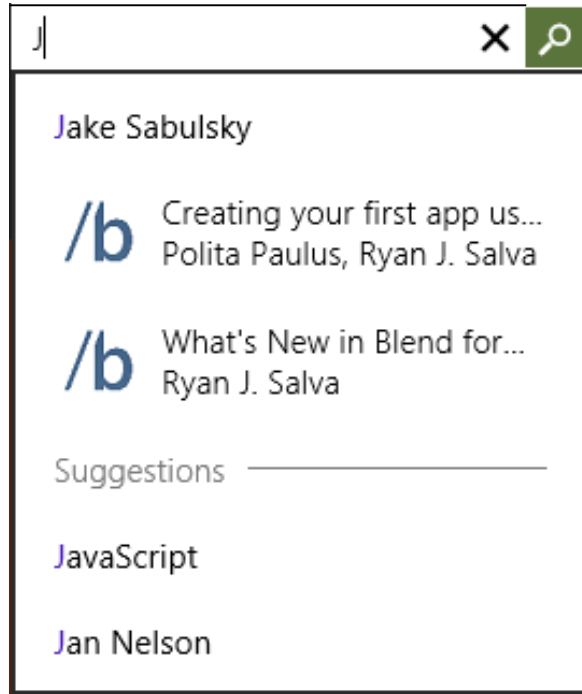 J
Jake Sabulsky
/b
Creating your first app us...
Polita Paulus, Ryan J. Salva
/b
What's New in Blend for...
Ryan J. Salva
Suggestions
JavaScript
Jan Nelson